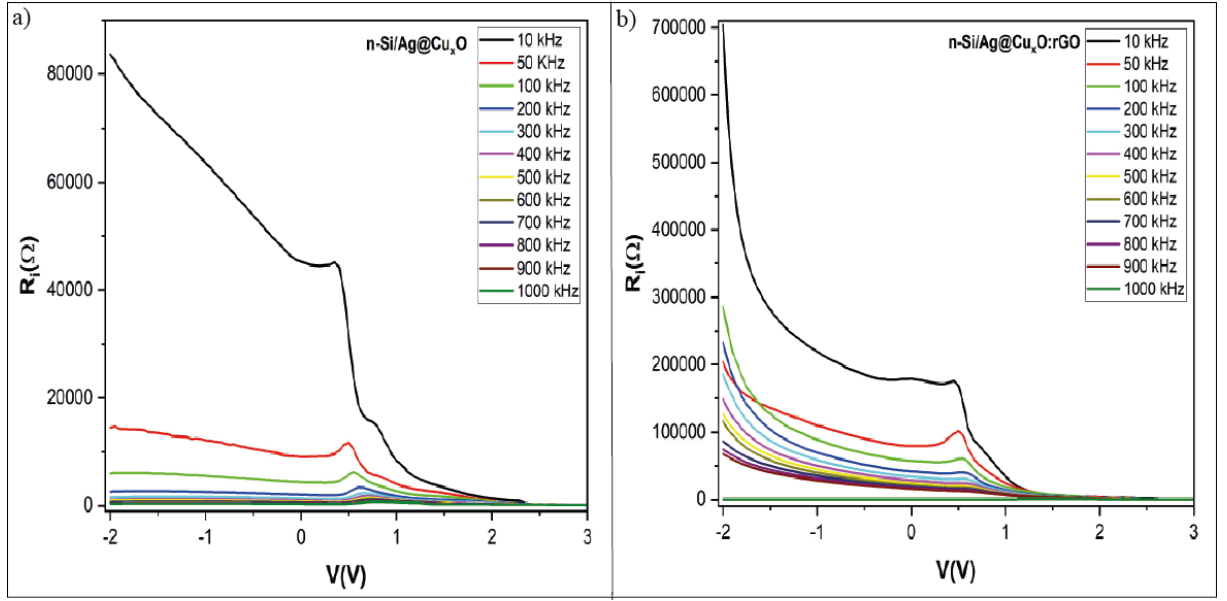 a)
n-Si/Ag@CuₓO
10 kHz
50 KHz
100 kHz
200 kHz
300 kHz
400 kHz
500 kHz
600 kHz
700 kHz
800 kHz
900 kHz
1000 kHz
80000
60000
40000
20000
0
Rᵢ(Ω)
-2 -1 0 1 2 3
V(V)
b)
n-Si/Ag@CuₓO:rGO
10 kHz
50 kHz
100 kHz
200 kHz
300 kHz
400 kHz
500 kHz
600 kHz
700 kHz
800 kHz
900 kHz
1000 kHz
700000
600000
500000
400000
300000
200000
100000
0
Rᵢ(Ω)
-2 -1 0 1 2 3
V(V)